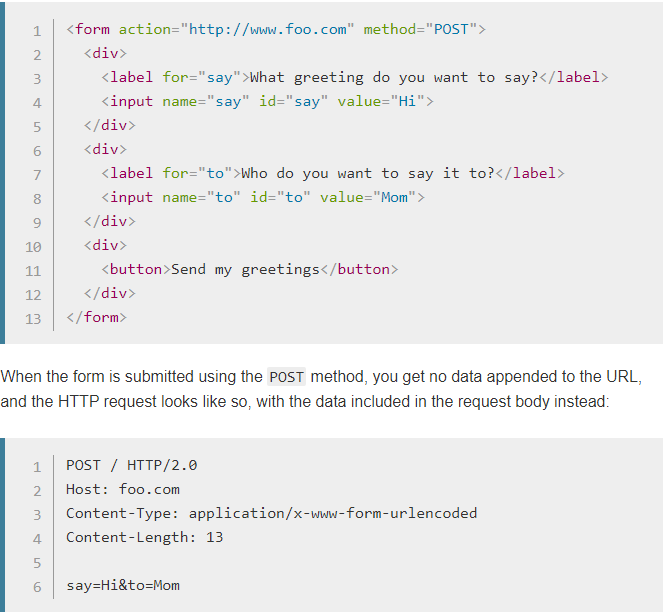 1 <form action="http://www.foo.com" method="POST">
2   <div>
3     <label for="say">What greeting do you want to say?</label>
4     <input name="say" id="say" value="Hi">
5   </div>
6   <div>
7     <label for="to">Who do you want to say it to?</label>
8     <input name="to" id="to" value="Mom">
9   </div>
10   <div>
11     <button>Send my greetings</button>
12   </div>
13 </form>
When the form is submitted using the POST method, you get no data appended to the URL,
and the HTTP request looks like so, with the data included in the request body instead:
1 POST / HTTP/2.0
2 Host: foo.com
3 Content-Type: application/x-www-form-urlencoded
4 Content-Length: 13
5
6 say=Hi&to=Mom